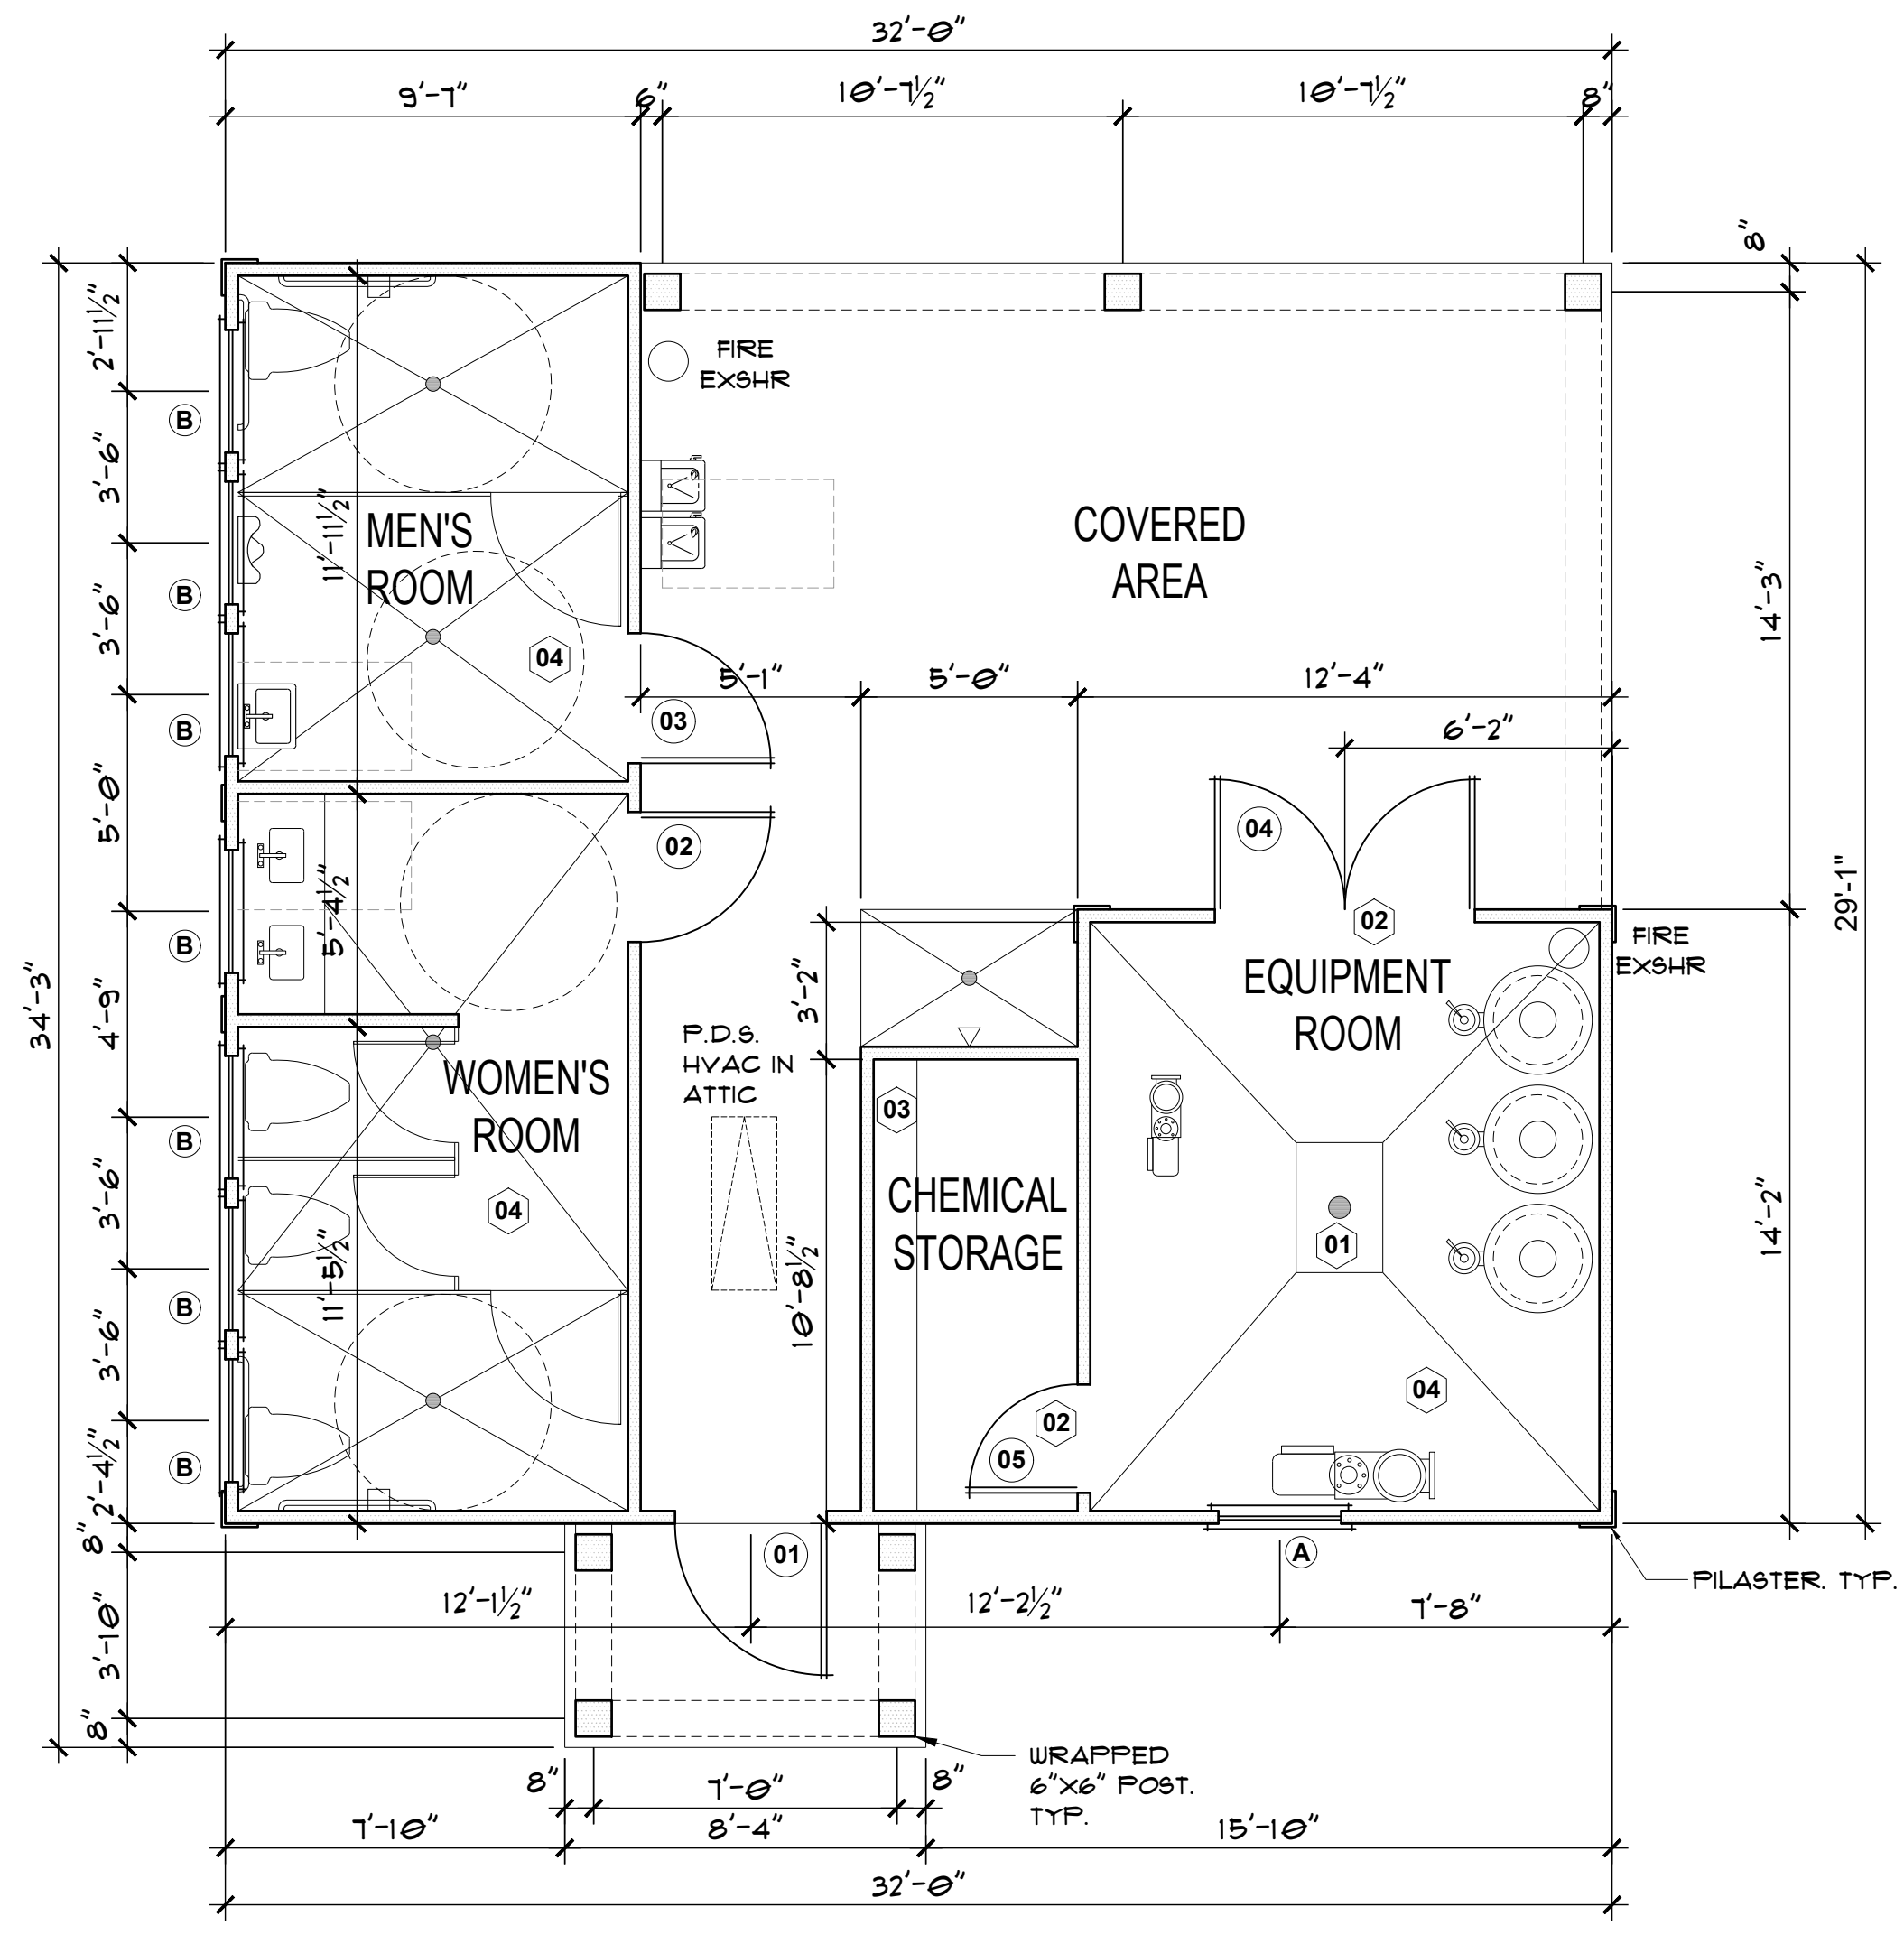 32'-0"
9'-7"
6"
10'-7½"
10'-7½"
8"
8"
2'-11½"
FIRE
EXSHR
B
3'-6"
11'-11½"
MEN'S
ROOM
COVERED
AREA
B
3'-6"
14'-3"
04
5'-1"
5'-0"
12'-4"
B
03
6'-2"
5'-0"
02
04
29'-1"
5'-4½"
02
B
FIRE
EXSHR
34'-3"
4'-9"
3'-2"
EQUIPMENT
ROOM
P.D.S.
HVAC IN
ATTIC
WOMEN'S
ROOM
03
B
3'-6"
04
CHEMICAL
STORAGE
14'-2"
01
11'-5½"
10'-8½"
B
3'-6"
04
02
05
B
2'-4½"
8"
01
A
PILASTER. TYP.
12'-1½"
12'-2½"
7'-8"
3'-10"
8"
WRAPPED
6"X6" POST.
TYP.
8"
7'-0"
8"
7'-10"
8'-4"
15'-10"
32'-0"